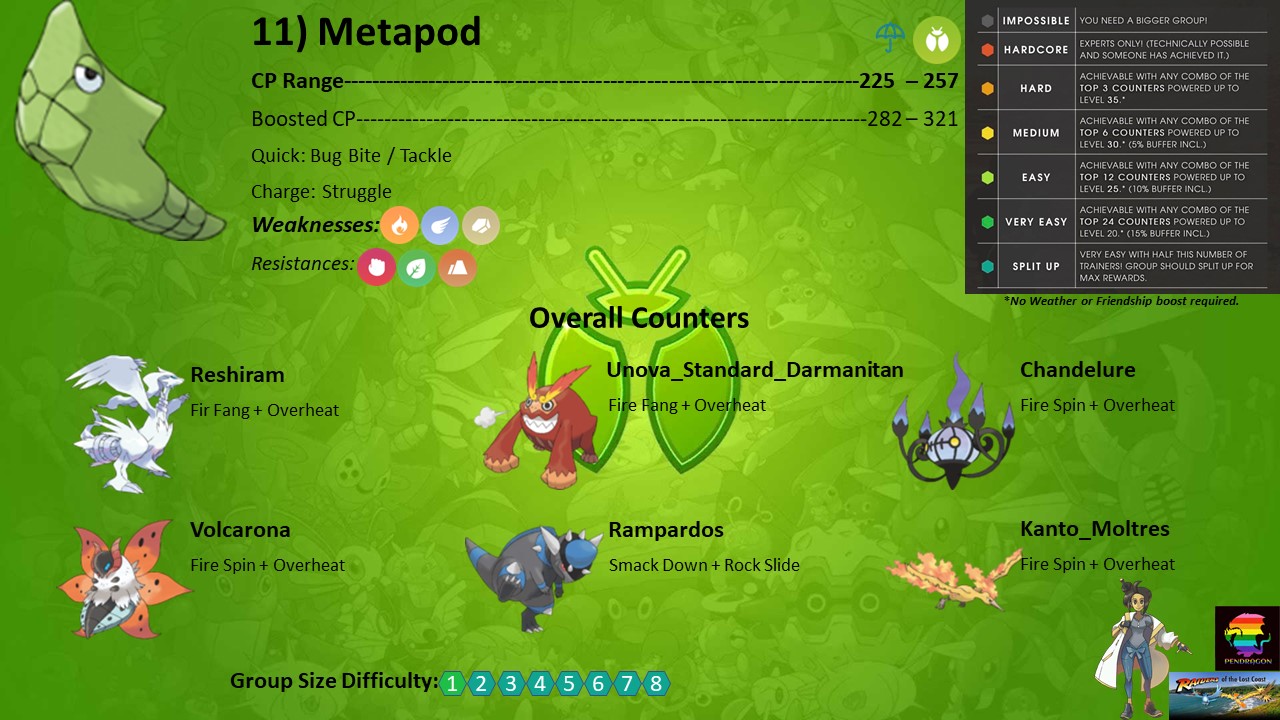 11) Metapod
CP Range---------------------------------------------------------------------------225 – 257
Boosted CP-------------------------------------------------------------------------282 – 321
Quick: Bug Bite / Tackle
Charge: Struggle
Weaknesses:
Resistances:
IMPOSSIBLE YOU NEED A BIGGER GROUP!
HARDCORE EXPERTS ONLY! (TECHNICALLY POSSIBLE
AND SOMEONE HAS ACHIEVED IT.)
HARD ACHIEVABLE WITH ANY COMBO OF THE
TOP 3 COUNTERS POWERED UP TO
LEVEL 35.*
MEDIUM ACHIEVABLE WITH ANY COMBO OF THE
TOP 6 COUNTERS POWERED UP TO
LEVEL 30.* (5% BUFFER INCL.)
EASY ACHIEVABLE WITH ANY COMBO OF THE
TOP 12 COUNTERS POWERED UP TO
LEVEL 25.* (10% BUFFER INCL.)
VERY EASY ACHIEVABLE WITH ANY COMBO OF THE
TOP 24 COUNTERS POWERED UP TO
LEVEL 20.* (15% BUFFER INCL.)
SPLIT UP VERY EASY WITH HALF THIS NUMBER OF
TRAINERS! GROUP SHOULD SPLIT UP FOR
MAX REWARDS.
*No Weather or Friendship boost required.
Overall Counters
Reshiram
Fir Fang + Overheat
Unova_Standard_Darmanitan
Fire Fang + Overheat
Chandelure
Fire Spin + Overheat
Volcarona
Fire Spin + Overheat
Rampardos
Smack Down + Rock Slide
Kanto_Moltres
Fire Spin + Overheat
Group Size Difficulty: 1 2 3 4 5 6 7 8
PENDRAGON
RAIDERS of the Lost Coast